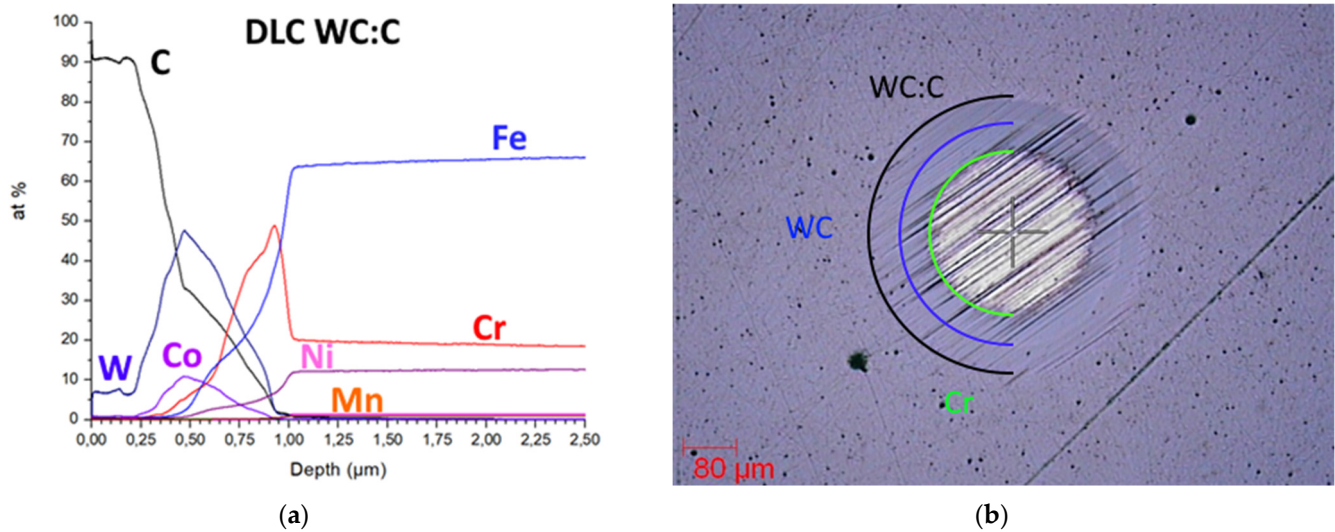 DLC WC:C
100
90
80
70
60
50
40
30
20
10
0
at %
C
Fe
W
Co
Cr
Ni
Mn
0,00 0,25 0,50 0,75 1,00 1,25 1,50 1,75 2,00 2,25 2,50
Depth (µm)
(a)
WC:C
WC
Cr
80 µm
(b)